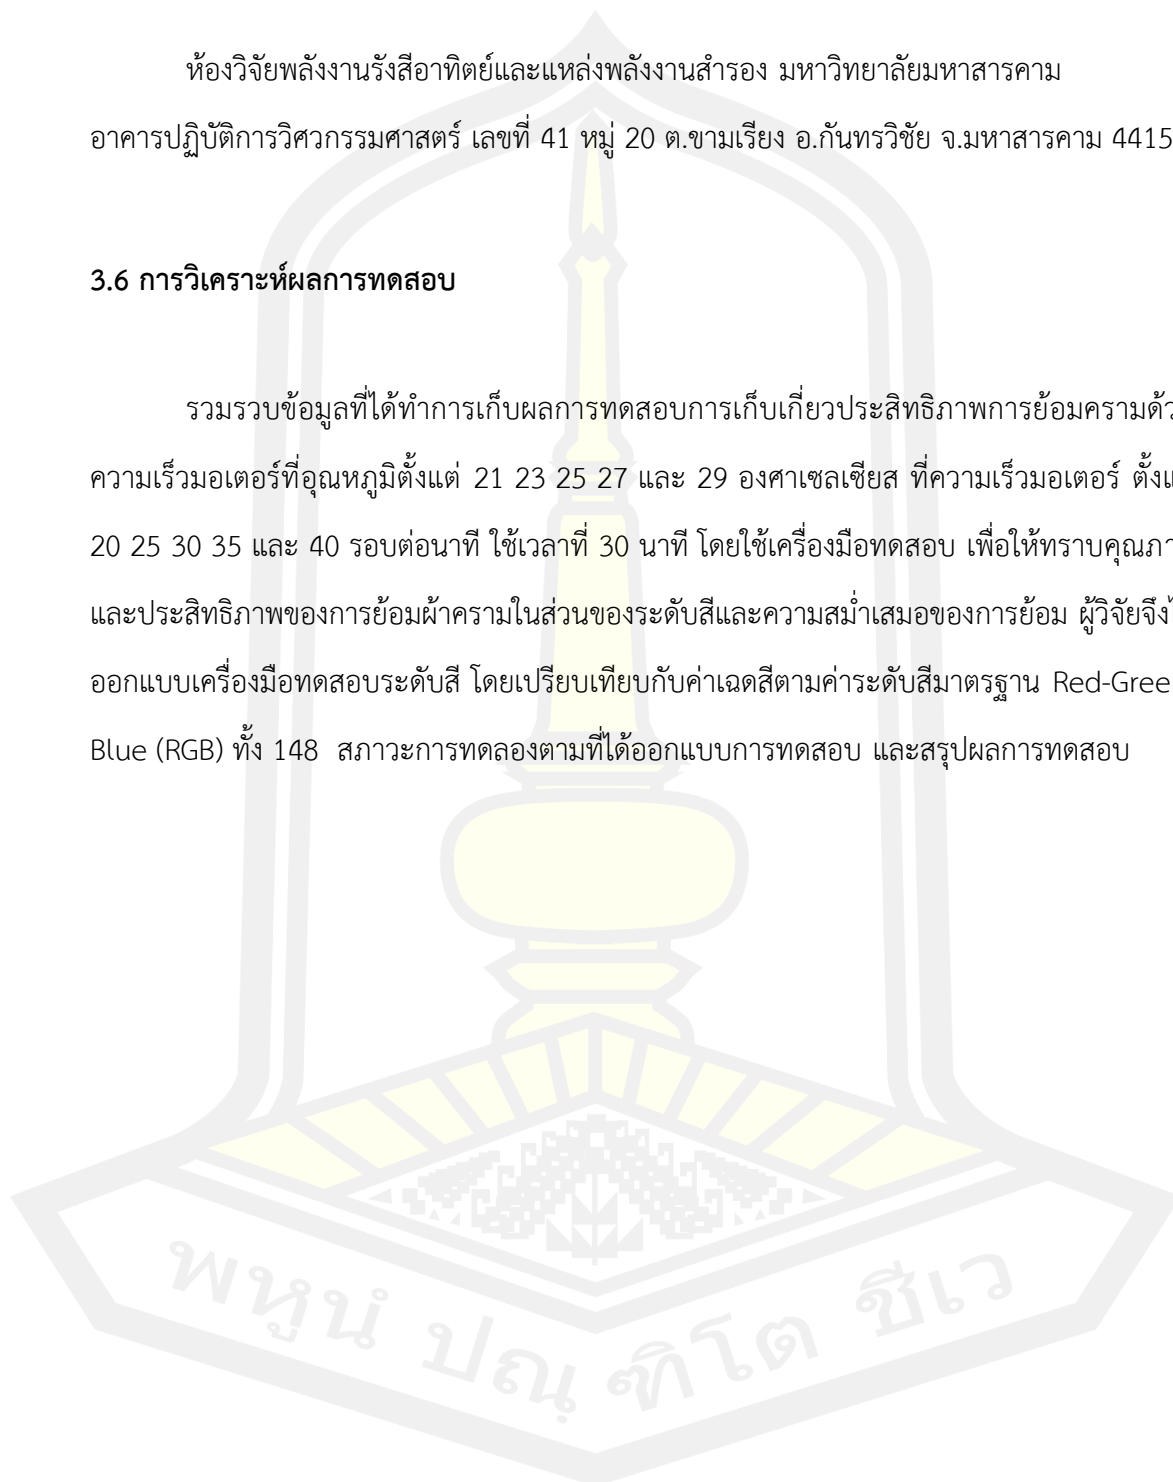 ห้องวิจัยพลังงานรังสีอาทิตย์และแหล่งพลังงานสำรอง มหาวิทยาลัยมหาสารคาม
อาคารปฏิบัติการวิศวกรรมศาสตร์ เลขที่ 41 หมู่ 20 ต.ขามเรียง อ.กันทรวิชัย จ.มหาสารคาม 4415
3.6 การวิเคราะห์ผลการทดสอบ
รวมรวบข้อมูลที่ได้ทำการเก็บผลการทดสอบการเก็บเกี่ยวประสิทธิภาพการย้อมครามด้ว
ความเร็วมอเตอร์ที่อุณหภูมิตั้งแต่ 21 23 25 27 และ 29 องศาเซลเซียส ที่ความเร็วมอเตอร์ ตั้งแ
20 25 30 35 และ 40 รอบต่อนาที ใช้เวลาที่ 30 นาที โดยใช้เครื่องมือทดสอบ เพื่อให้ทราบคุณภา
และประสิทธิภาพของการย้อมผ้าครามในส่วนของระดับสีและความสม่ำเสมอของการย้อม ผู้วิจัยจึงไ
ออกแบบเครื่องมือทดสอบระดับสี โดยเปรียบเทียบกับค่าเฉดสีตามค่าระดับสีมาตรฐาน Red-Gree
Blue (RGB) ทั้ง 148 สภาวะการทดลองตามที่ได้ออกแบบการทดสอบ และสรุปผลการทดสอบ
พหูนํ ปณฺฑิโต ชีเว